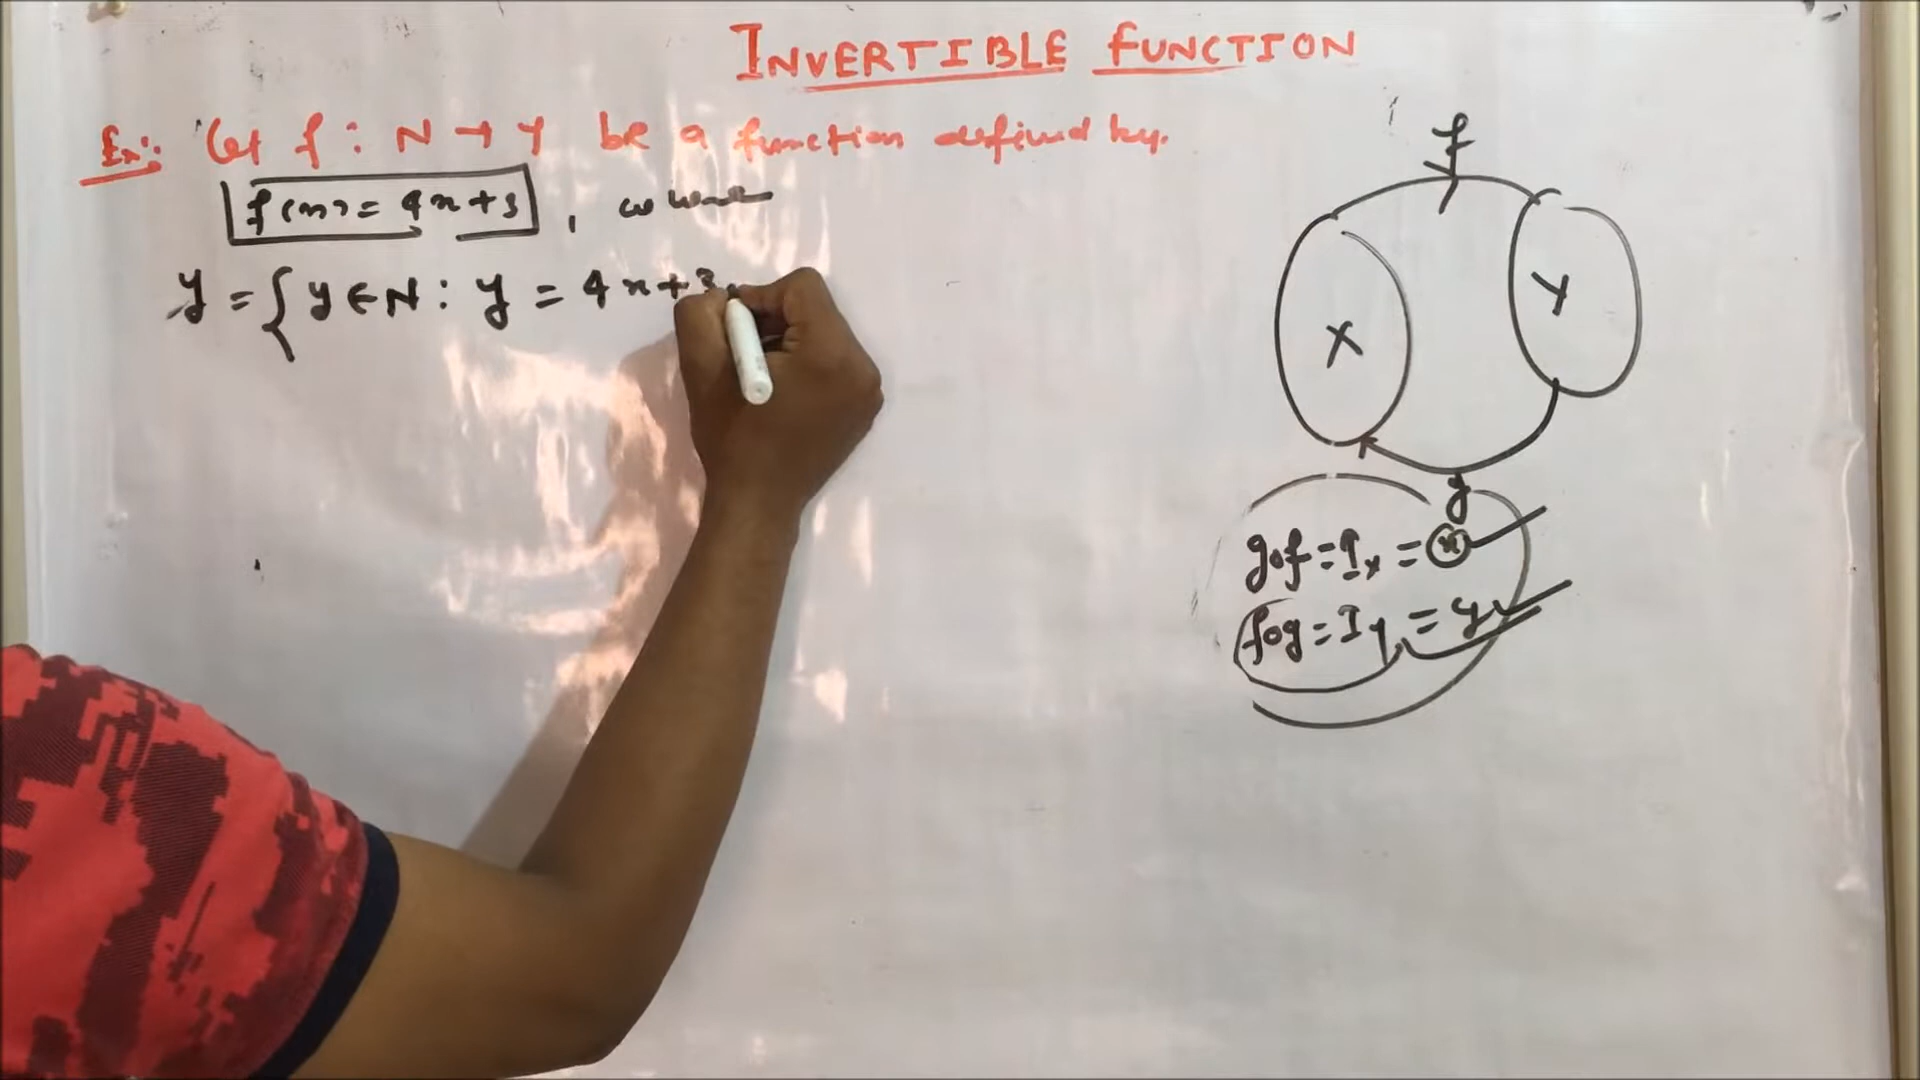 INVERTIBLE FUNCTION
Ex:. Let f : N → Y be a function defined by.
f(x) = 4x+3 , where
Y = { y ∈ N : y = 4x+3
f
X
Y
g
gof = Ix = x
fog = Iy = y